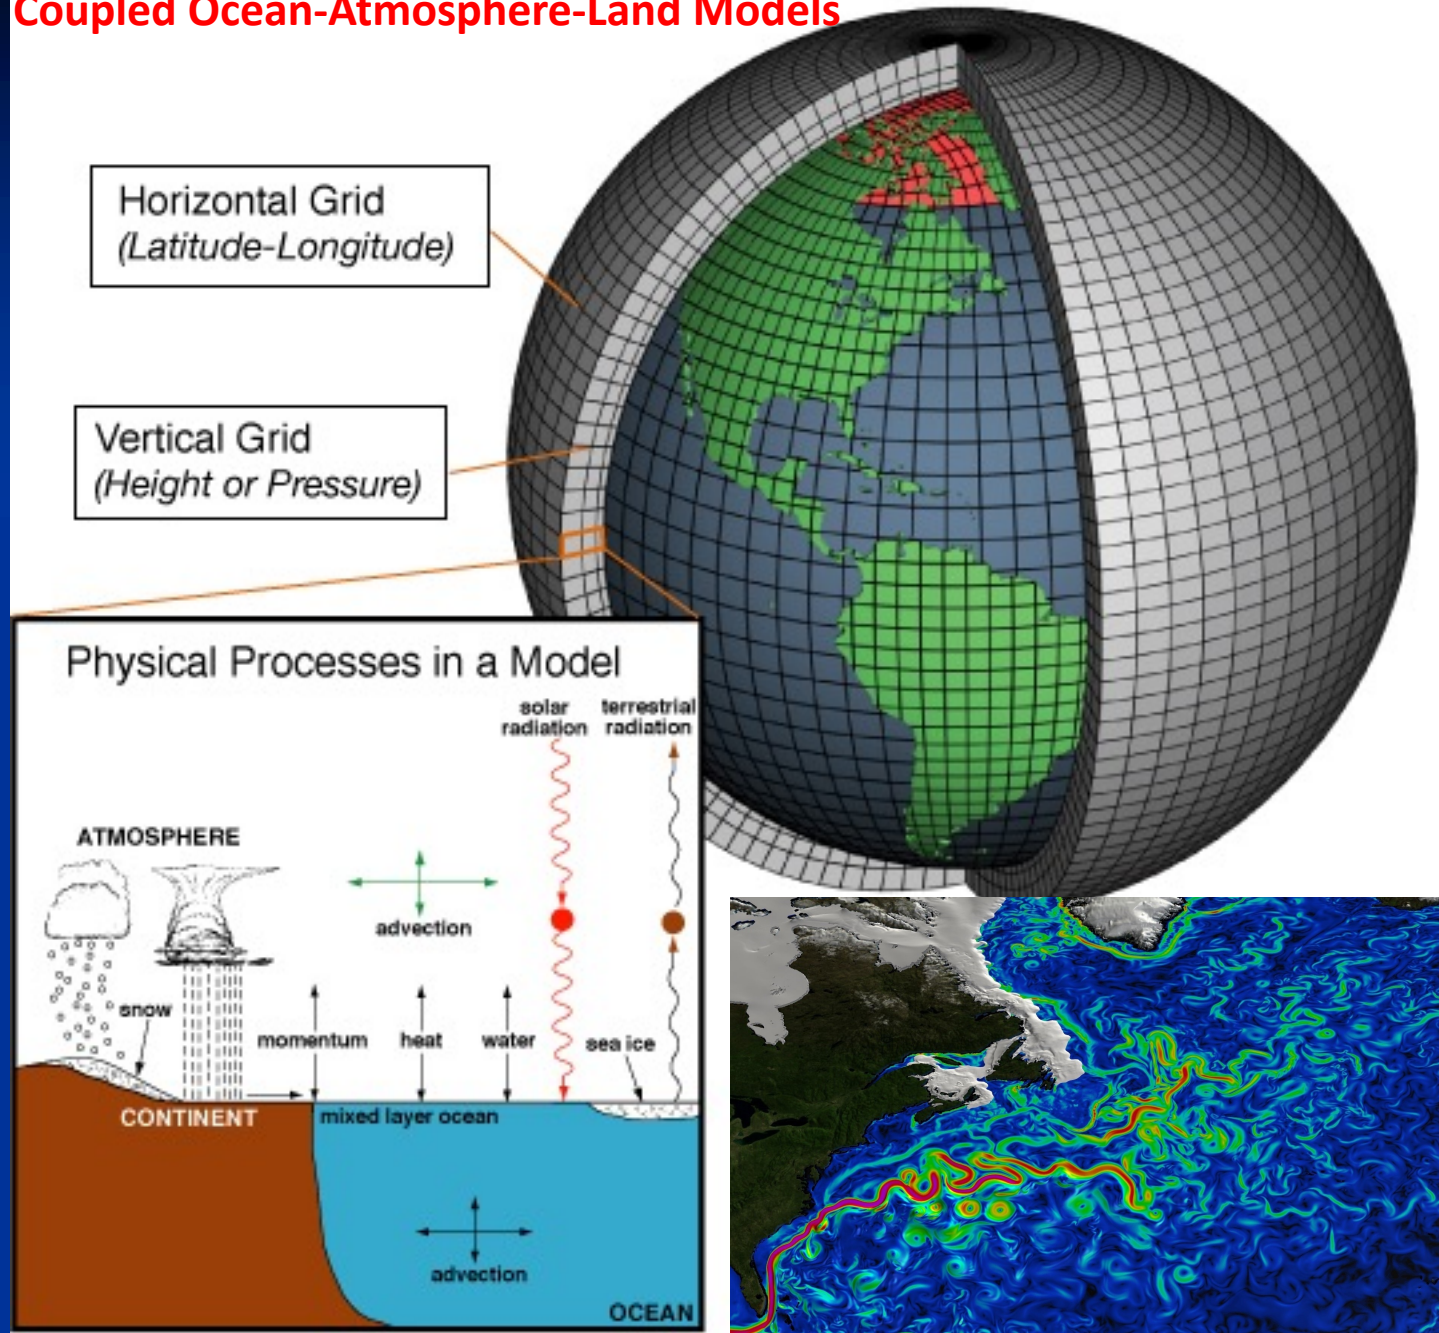 Coupled Ocean-Atmosphere-Land Models
Horizontal Grid
(Latitude-Longitude)
Vertical Grid
(Height or Pressure)
Physical Processes in a Model
solar
radiation
terrestrial
radiation
ATMOSPHERE
advection
snow
momentum
heat
water
sea ice
CONTINENT
mixed layer ocean
advection
OCEAN